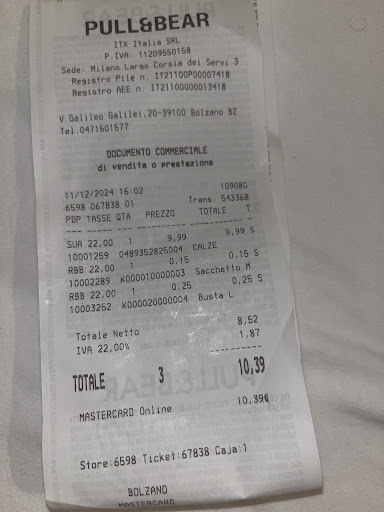 PULL&BEAR
ITX Italia SRL
P.IVA. 11209550158
Sede: Milano Largo Corsia dei Servi 3
Registro Pile n. IT21100P00007418
Registro AEE n. IT21100000013418
V.Galileo Galilei,20-39100 Bolzano BZ
Tel.0471501577
DOCUMENTO COMMERCIALE
di vendita o prestazione
11/12/2024 16:02 109080
6598 067838 01 Trans: 543368
PDP TASSE QTA PREZZO TOTALE T
SUA 22,00 1 9,99 9,99 S
10001259 0489352825004 CALZE
RBB 22,00 1 0,15 0,15 S
10002289 K000010000003 Sacchetto M
RBB 22,00 1 0,25 0,25 S
10003252 K000020000004 Busta L
Totale Netto 8,52
IVA 22,00% 1,87
TOTALE 3 10,39
MASTERCARD Online 10,39€
Store:6598 Ticket:67838 Caja:1
BOLZANO
MASTERCARD